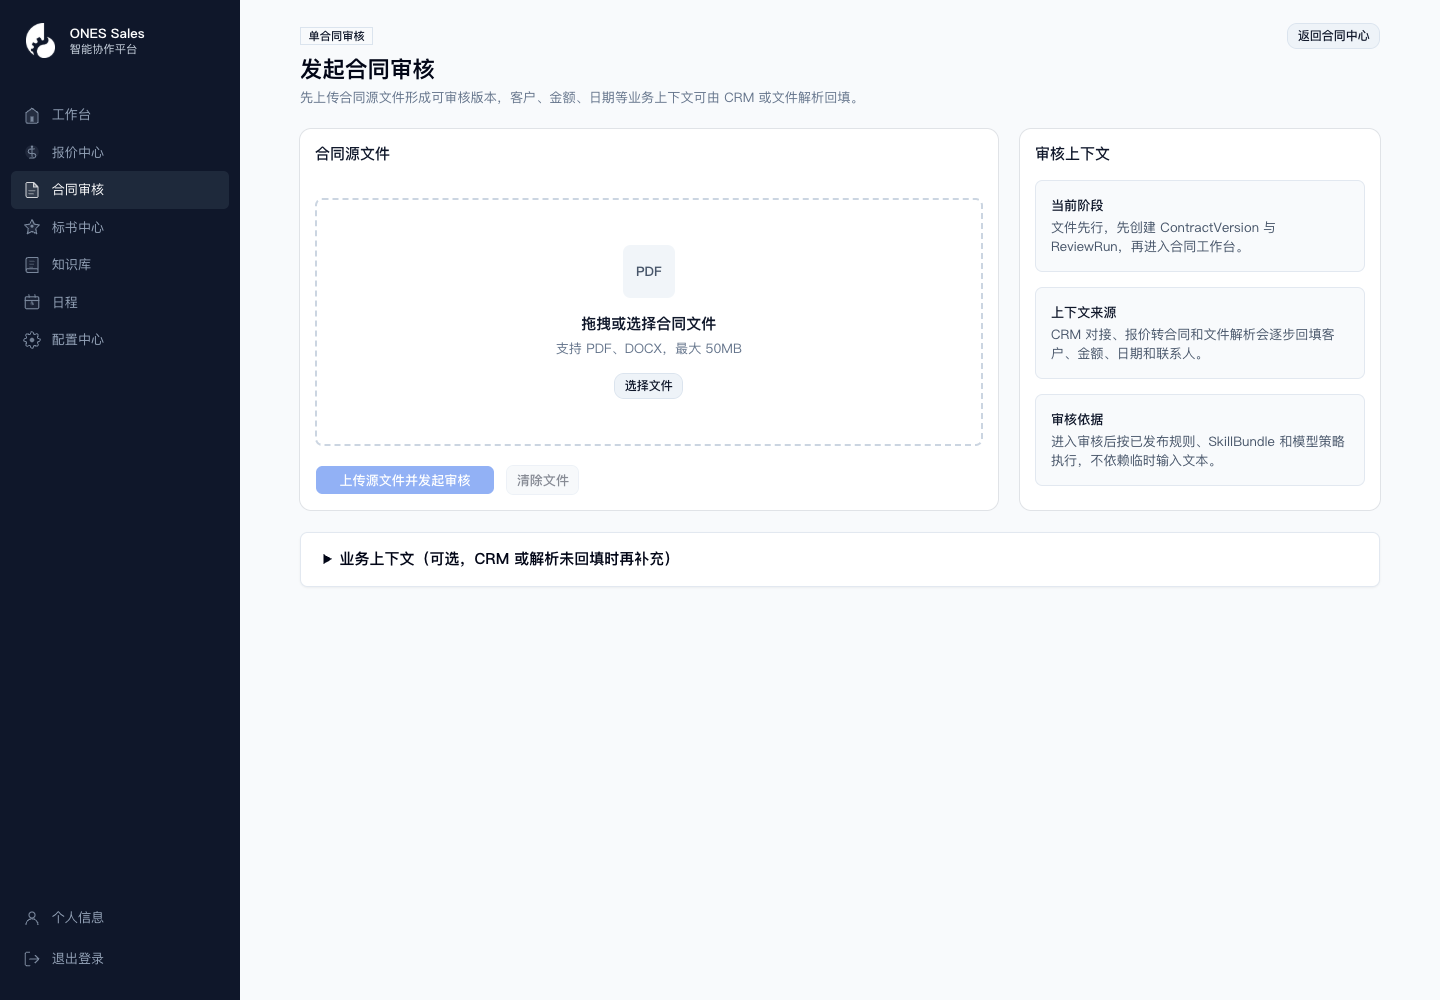 ONES Sales
智能协作平台
工作台
报价中心
合同审核
标书中心
知识库
日程
配置中心
个人信息
退出登录
单合同审核
返回合同中心
发起合同审核
先上传合同源文件形成可审核版本，客户、金额、日期等业务上下文可由 CRM 或文件解析回填。
合同源文件
PDF
拖拽或选择合同文件
支持 PDF、DOCX，最大 50MB
选择文件
上传源文件并发起审核
清除文件
审核上下文
当前阶段
文件先行，先创建 ContractVersion 与
ReviewRun，再进入合同工作台。
上下文来源
CRM 对接、报价转合同和文件解析会逐步回填客
户、金额、日期和联系人。
审核依据
进入审核后按已发布规则、SkillBundle 和模型策略
执行，不依赖临时输入文本。
业务上下文（可选，CRM 或解析未回填时再补充）